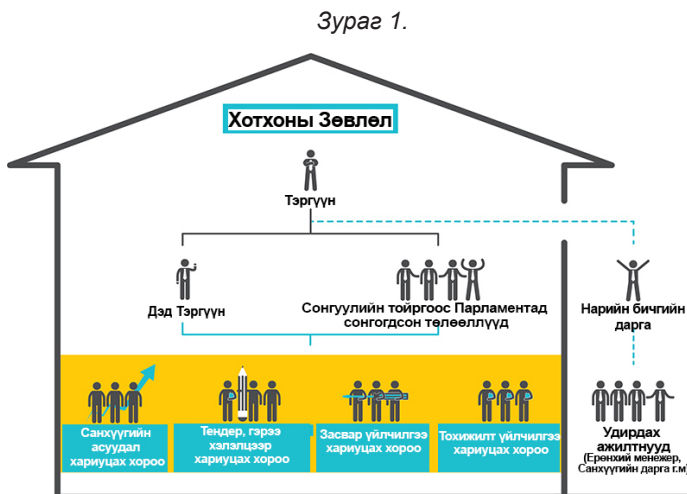 Зураг 1.
Хотхоны Зөвлөл
Тэргүүн
Дэд Тэргүүн
Сонгуулийн тойргоос Парламентад
сонгогдсон төлөөллүүд
Нарийн бичгийн
дарга
Санхүүгийн
асуудал
хариуцах хороо
Тендер, гэрээ
хэлэлцээр
хариуцах хороо
Засвар үйлчилгээ
хариуцах хороо
Тохижилт үйлчилгээ
хариуцах хороо
Удирдах
ажилтнууд
(Ерөнхий менежер,
Санхүүгийн дарга г.м)